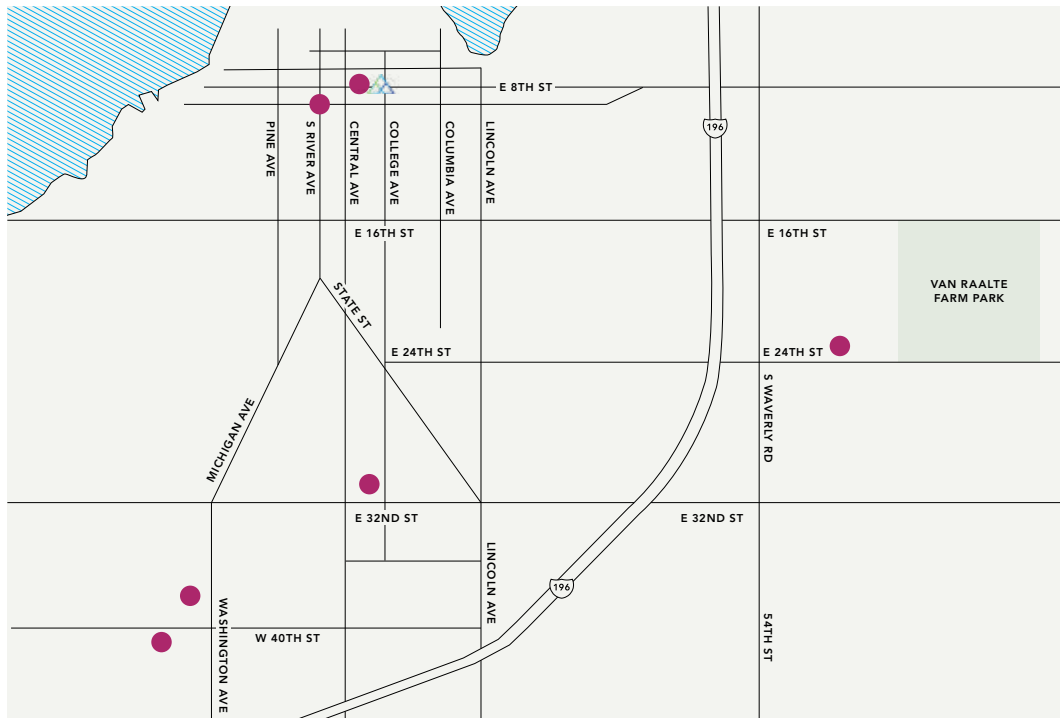 E 8TH ST
196
PINE AVE
S RIVER AVE
CENTRAL AVE
COLLEGE AVE
COLUMBIA AVE
LINCOLN AVE
E 16TH ST
E 16TH ST
VAN RAALTE
FARM PARK
STATE ST
E 24TH ST
E 24TH ST
S WAVERLY RD
MICHIGAN AVE
E 32ND ST
E 32ND ST
LINCOLN AVE
196
WASHINGTON AVE
W 40TH ST
54TH ST